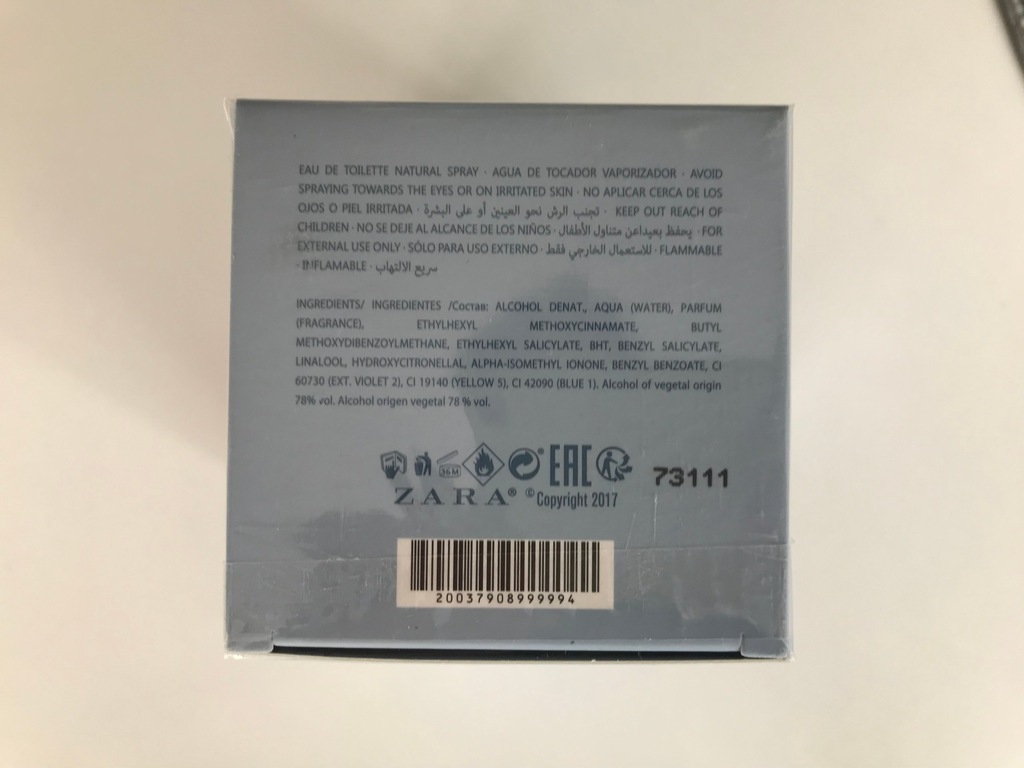 EAU DE TOILETTE NATURAL SPRAY · AGUA DE TOCADOR VAPORIZADOR · AVOID
SPRAYING TOWARDS THE EYES OR ON IRRITATED SKIN · NO APLICAR CERCA DE LOS
OJOS O PIEL IRRITADA · تجنب الرش نحو العينين أو على البشرة · KEEP OUT REACH OF
CHILDREN · NO SE DEJE AL ALCANCE DE LOS NIÑOS · يحفظ بعيداعن متناول الأطفال · FOR
EXTERNAL USE ONLY · SÓLO PARA USO EXTERNO · للاستعمال الخارجي فقط · FLAMMABLE
· INFLAMABLE · سريع الالتهاب
INGREDIENTS/ INGREDIENTES /Состав: ALCOHOL DENAT., AQUA (WATER), PARFUM
(FRAGRANCE), ETHYLHEXYL METHOXYCINNAMATE, BUTYL
METHOXYDIBENZOYLMETHANE, ETHYLHEXYL SALICYLATE, BHT, BENZYL SALICYLATE,
LINALOOL, HYDROXYCITRONELLAL, ALPHA-ISOMETHYL IONONE, BENZYL BENZOATE, CI
60730 (EXT. VIOLET 2), CI 19140 (YELLOW 5), CI 42090 (BLUE 1). Alcohol of vegetal origin
78% vol. Alcohol origen vegetal 78 % vol.
36 M EAC 73111
ZARA® ©Copyright 2017
20037908999994